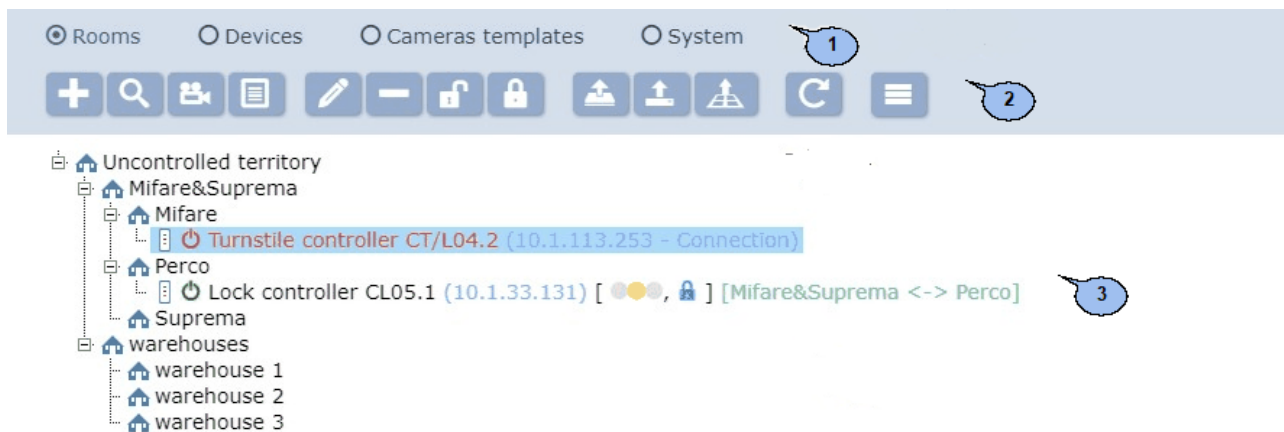 Rooms Devices Cameras templates System
1
2
Uncontrolled territory
Mifare&Suprema
Mifare
Turnstile controller CT/L04.2 (10.1.113.253 - Connection)
Perco
Lock controller CL05.1 (10.1.33.131) [ , ] [Mifare&Suprema <-> Perco]
3
Suprema
warehouses
warehouse 1
warehouse 2
warehouse 3